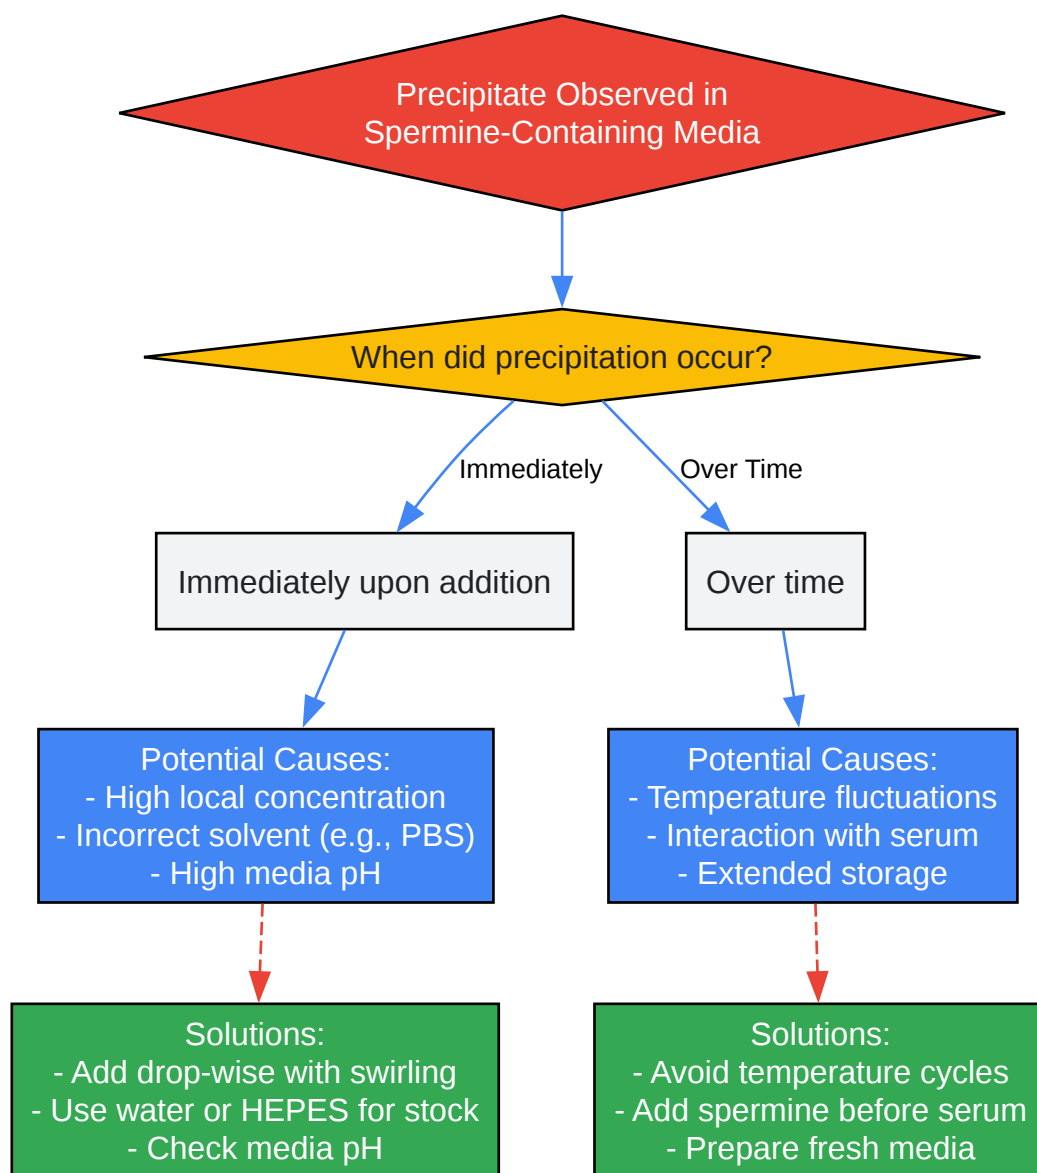 Precipitate Observed in
Spermine-Containing Media
When did precipitation occur?
Immediately
Over Time
Immediately upon addition
Over time
Potential Causes:
- High local concentration
- Incorrect solvent (e.g., PBS)
- High media pH
Potential Causes:
- Temperature fluctuations
- Interaction with serum
- Extended storage
Solutions:
- Add drop-wise with swirling
- Use water or HEPES for stock
- Check media pH
Solutions:
- Avoid temperature cycles
- Add spermine before serum
- Prepare fresh media